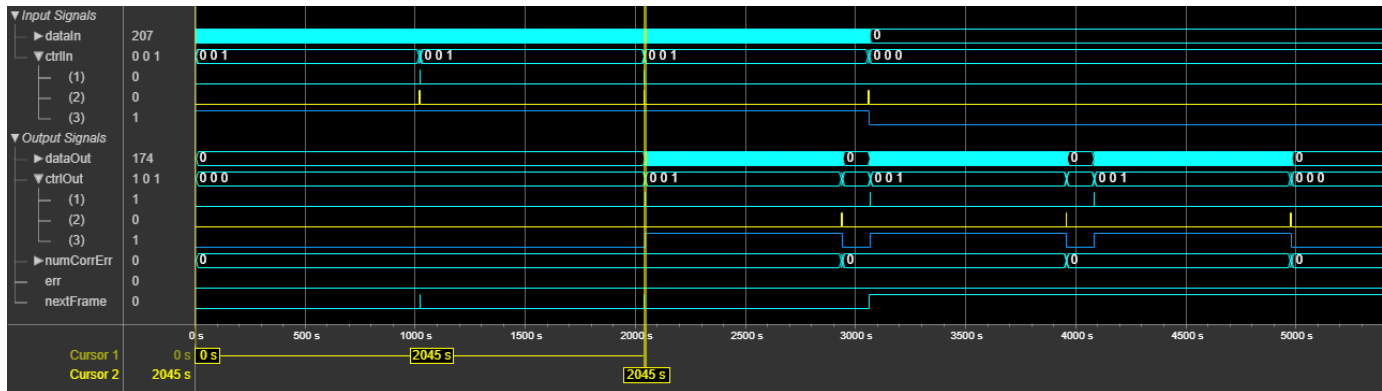 ▼ Input Signals
▶ dataIn 207 0
▼ ctrlIn 0 0 1 0 0 1 0 0 1 0 0 1 0 0 0
(1) 0
(2) 0
(3) 1
▼ Output Signals
▶ dataOut 174 0 0 0 0
▼ ctrlOut 1 0 1 0 0 0 0 0 1 0 0 1 0 0 1 0 0 0
(1) 1
(2) 0
(3) 1
▶ numCorrErr 0 0 0 0 0
err 0
nextFrame 0
0 s 500 s 1000 s 1500 s 2000 s 2500 s 3000 s 3500 s 4000 s 4500 s 5000 s
Cursor 1 0 s 0 s 2045 s
Cursor 2 2045 s 2045 s